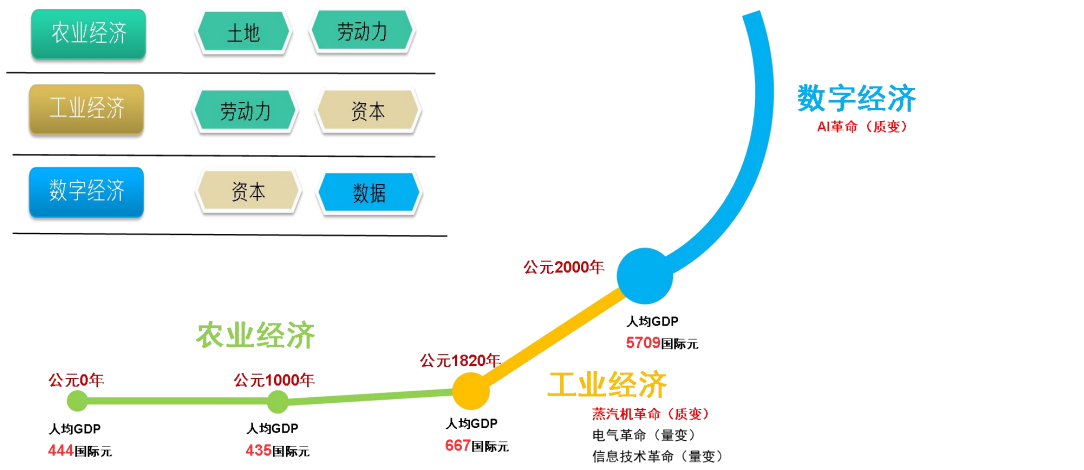 农业经济
土地
劳动力
工业经济
劳动力
资本
数字经济
资本
数据
数字经济
AI革命（质变）
公元2000年
人均GDP
5709国际元
农业经济
公元0年
人均GDP
444国际元
公元1000年
人均GDP
435国际元
公元1820年
人均GDP
667国际元
工业经济
蒸汽机革命（质变）
电气革命（量变）
信息技术革命（量变）